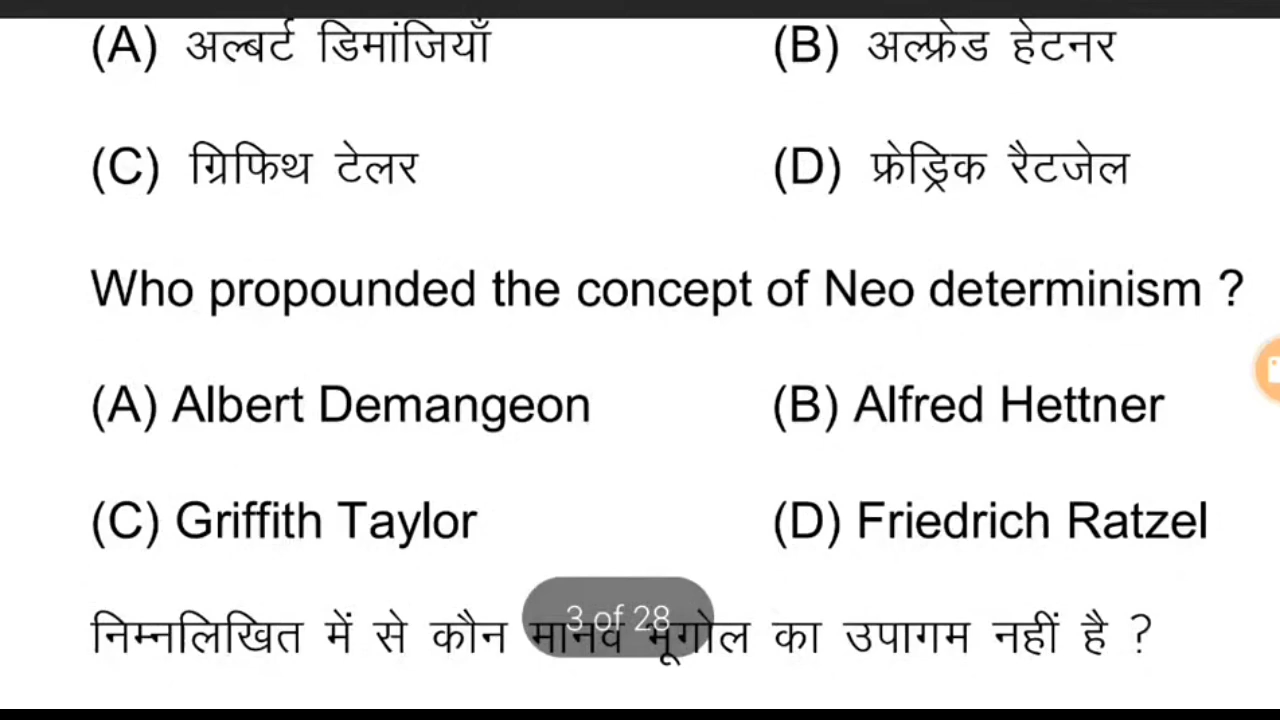 (A) अल्बर्ट डिमांजियाँ (B) अल्फ्रेड हेटनर
(C) ग्रिफिथ टेलर (D) फ्रेड्रिक रैटजेल
Who propounded the concept of Neo determinism ?
(A) Albert Demangeon (B) Alfred Hettner
(C) Griffith Taylor (D) Friedrich Ratzel
3 of 28
निम्नलिखित में से कौन मानव भूगोल का उपागम नहीं है ?